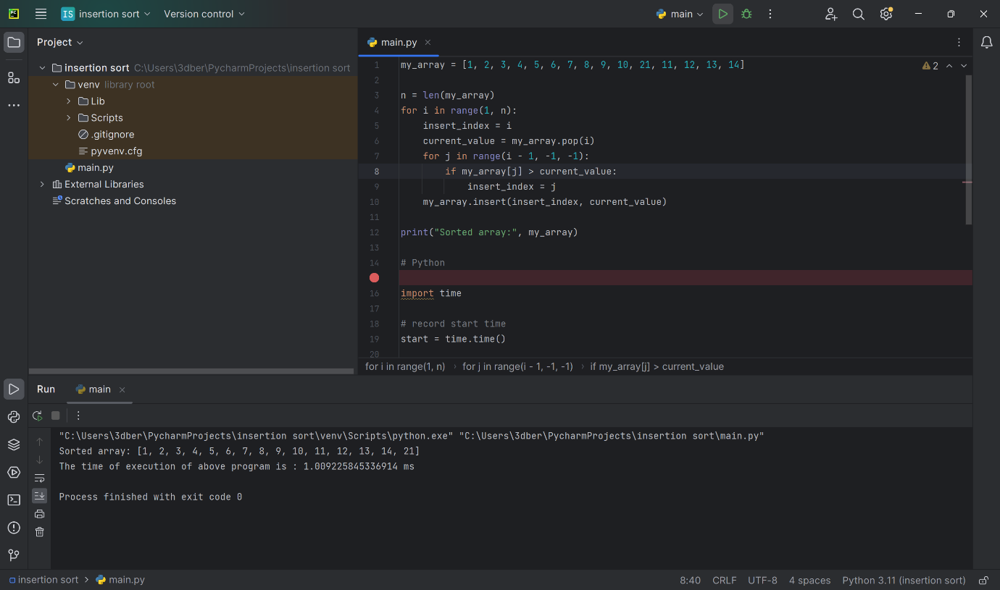 PC IS insertion sort Version control main
Project
main.py
insertion sort C:\Users\3dber\PycharmProjects\insertion sort
venv library root
Lib
Scripts
.gitignore
pyvenv.cfg
main.py
External Libraries
Scratches and Consoles
1 my_array = [1, 2, 3, 4, 5, 6, 7, 8, 9, 10, 21, 11, 12, 13, 14]
2
2
3 n = len(my_array)
4 for i in range(1, n):
5 insert_index = i
6 current_value = my_array.pop(i)
7 for j in range(i - 1, -1, -1):
8 if my_array[j] > current_value:
9 insert_index = j
10 my_array.insert(insert_index, current_value)
11
12 print("Sorted array:", my_array)
13
14 # Python
16 import time
17
18 # record start time
19 start = time.time()
20
for i in range(1, n) › for j in range(i - 1, -1, -1) › if my_array[j] > current_value
Run main
"C:\Users\3dber\PycharmProjects\insertion sort\venv\Scripts\python.exe" "C:\Users\3dber\PycharmProjects\insertion sort\main.py"
Sorted array: [1, 2, 3, 4, 5, 6, 7, 8, 9, 10, 11, 12, 13, 14, 21]
The time of execution of above program is : 1.009225845336914 ms
Process finished with exit code 0
insertion sort › main.py 8:40 CRLF UTF-8 4 spaces Python 3.11 (insertion sort)